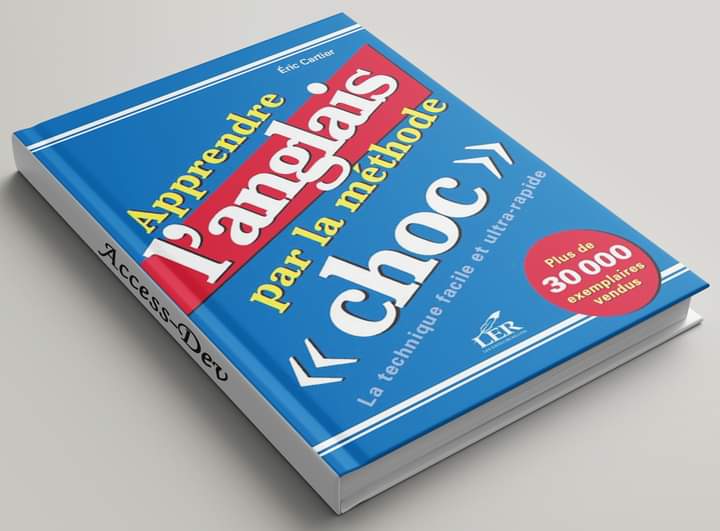 Éric Cartier
Apprendre
l'anglais
par la méthode
« choc »
La technique facile et ultra-rapide
Plus de
30 000
exemplaires
vendus
LER
Access-Dev